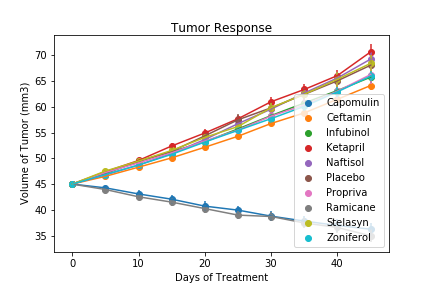 Tumor Response
Volume of Tumor (mm3)
70
65
60
55
50
45
40
35
0
10
20
30
40
Days of Treatment
Capomulin
Ceftamin
Infubinol
Ketapril
Naftisol
Placebo
Propriva
Ramicane
Stelasyn
Zoniferol